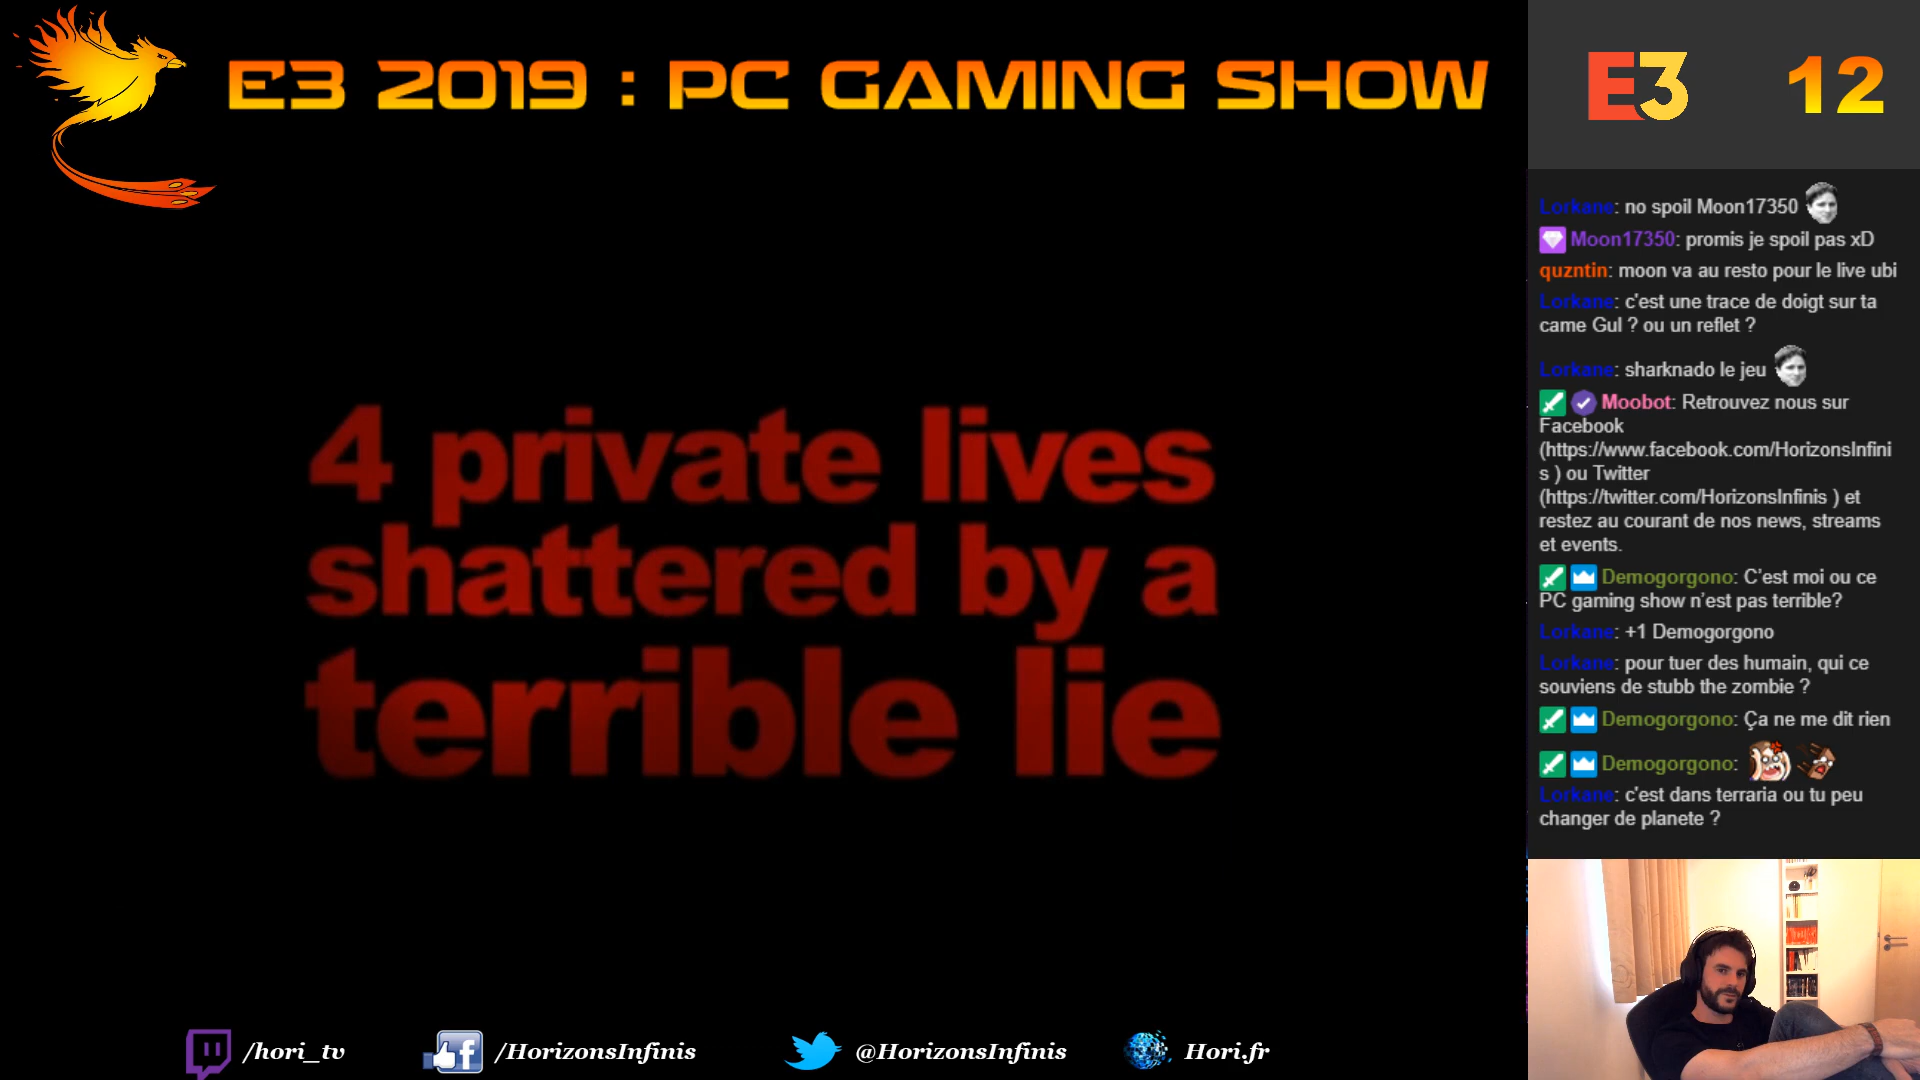 E3 2019 : PC GAMING SHOW
E3
12
4 private lives
shattered by a
terrible lie
Lorkane: no spoil Moon17350
Moon17350: promis je spoil pas xD
quzntin: moon va au resto pour le live ubi
Lorkane: c'est une trace de doigt sur ta
came Gul ? ou un reflet ?
Lorkane: sharknado le jeu
Moobot: Retrouvez nous sur
Facebook
(https://www.facebook.com/HorizonsInfini
s ) ou Twitter
(https://twitter.com/HorizonsInfinis ) et
restez au courant de nos news, streams
et events.
Demogorgono: C'est moi ou ce
PC gaming show n'est pas terrible?
Lorkane: +1 Demogorgono
Lorkane: pour tuer des humain, qui ce
souviens de stubb the zombie ?
Demogorgono: Ça ne me dit rien
Demogorgono:
Lorkane: c'est dans terraria ou tu peu
changer de planete ?
/hori_tv
/HorizonsInfinis
@HorizonsInfinis
Hori.fr